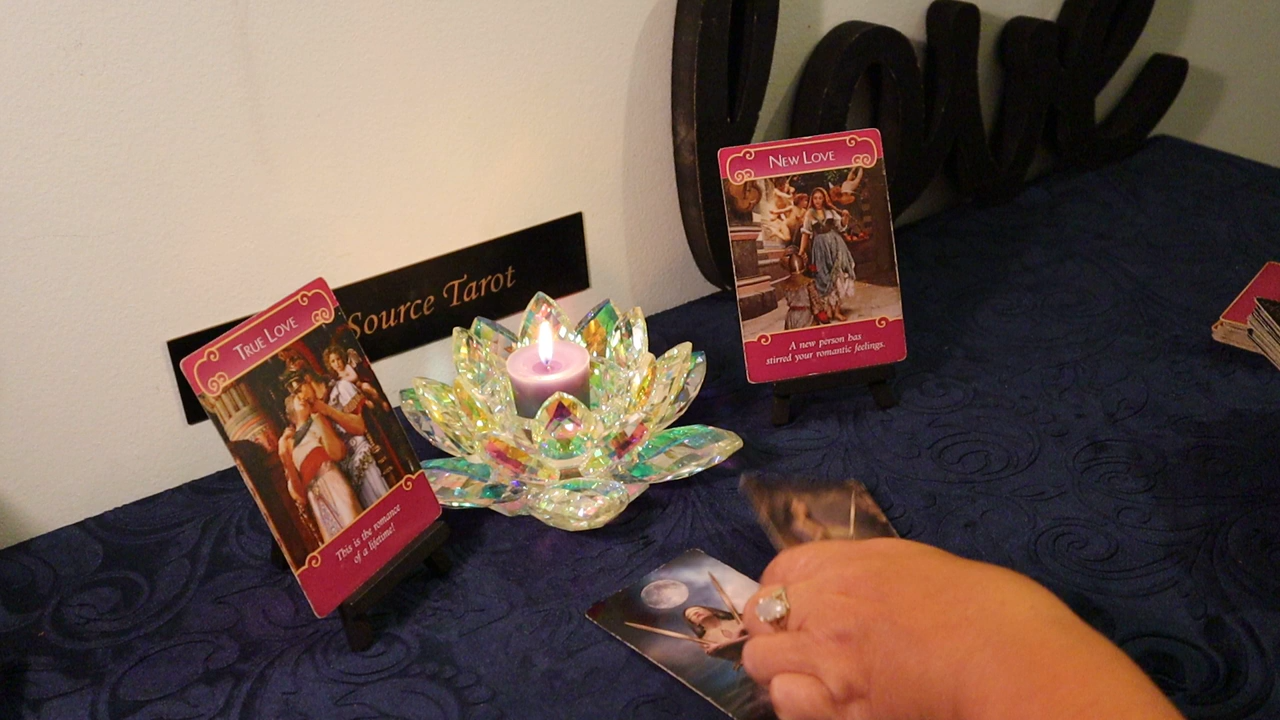 love
NEW LOVE
A new person has
stirred your romantic feelings.
Source Tarot
TRUE LOVE
This is the romance
of a lifetime!